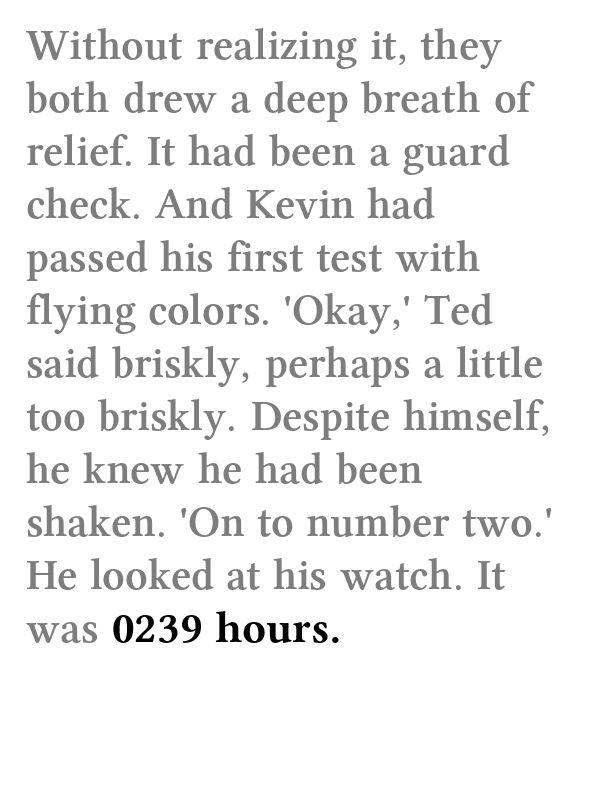 Without realizing it, they
both drew a deep breath of
relief. It had been a guard
check. And Kevin had
passed his first test with
flying colors. 'Okay,' Ted
said briskly, perhaps a little
too briskly. Despite himself,
he knew he had been
shaken. 'On to number two.'
He looked at his watch. It
was 0239 hours.